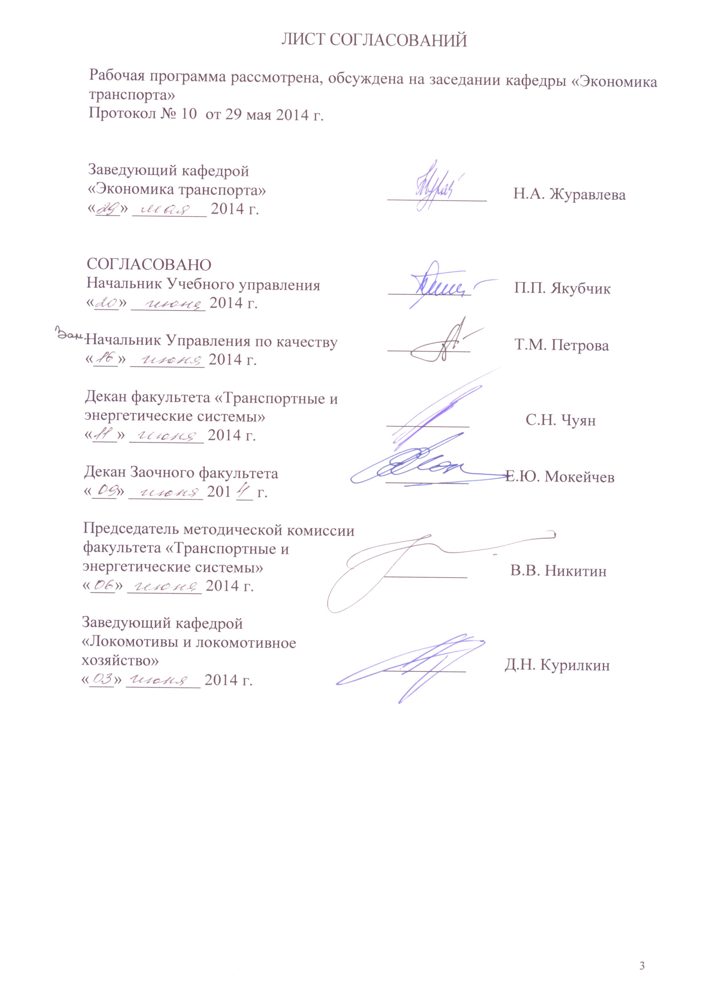 ЛИСТ СОГЛАСОВАНИЙ
Рабочая программа рассмотрена, обсуждена на заседании кафедры «Экономика
транспорта»
Протокол № 10 от 29 мая 2014 г.
Заведующий кафедрой
«Экономика транспорта» Н.А. Журавлева
«29» мая 2014 г.
СОГЛАСОВАНО
Начальник Учебного управления П.П. Якубчик
«20» июня 2014 г.
Зам. Начальник Управления по качеству Т.М. Петрова
«16» июня 2014 г.
Декан факультета «Транспортные и
энергетические системы» С.Н. Чуян
«11» июня 2014 г.
Декан Заочного факультета Е.Ю. Мокейчев
«09» июня 2014 г.
Председатель методической комиссии
факультета «Транспортные и
энергетические системы» В.В. Никитин
«06» июня 2014 г.
Заведующий кафедрой
«Локомотивы и локомотивное
хозяйство» Д.Н. Курилкин
«03» июня 2014 г.
3